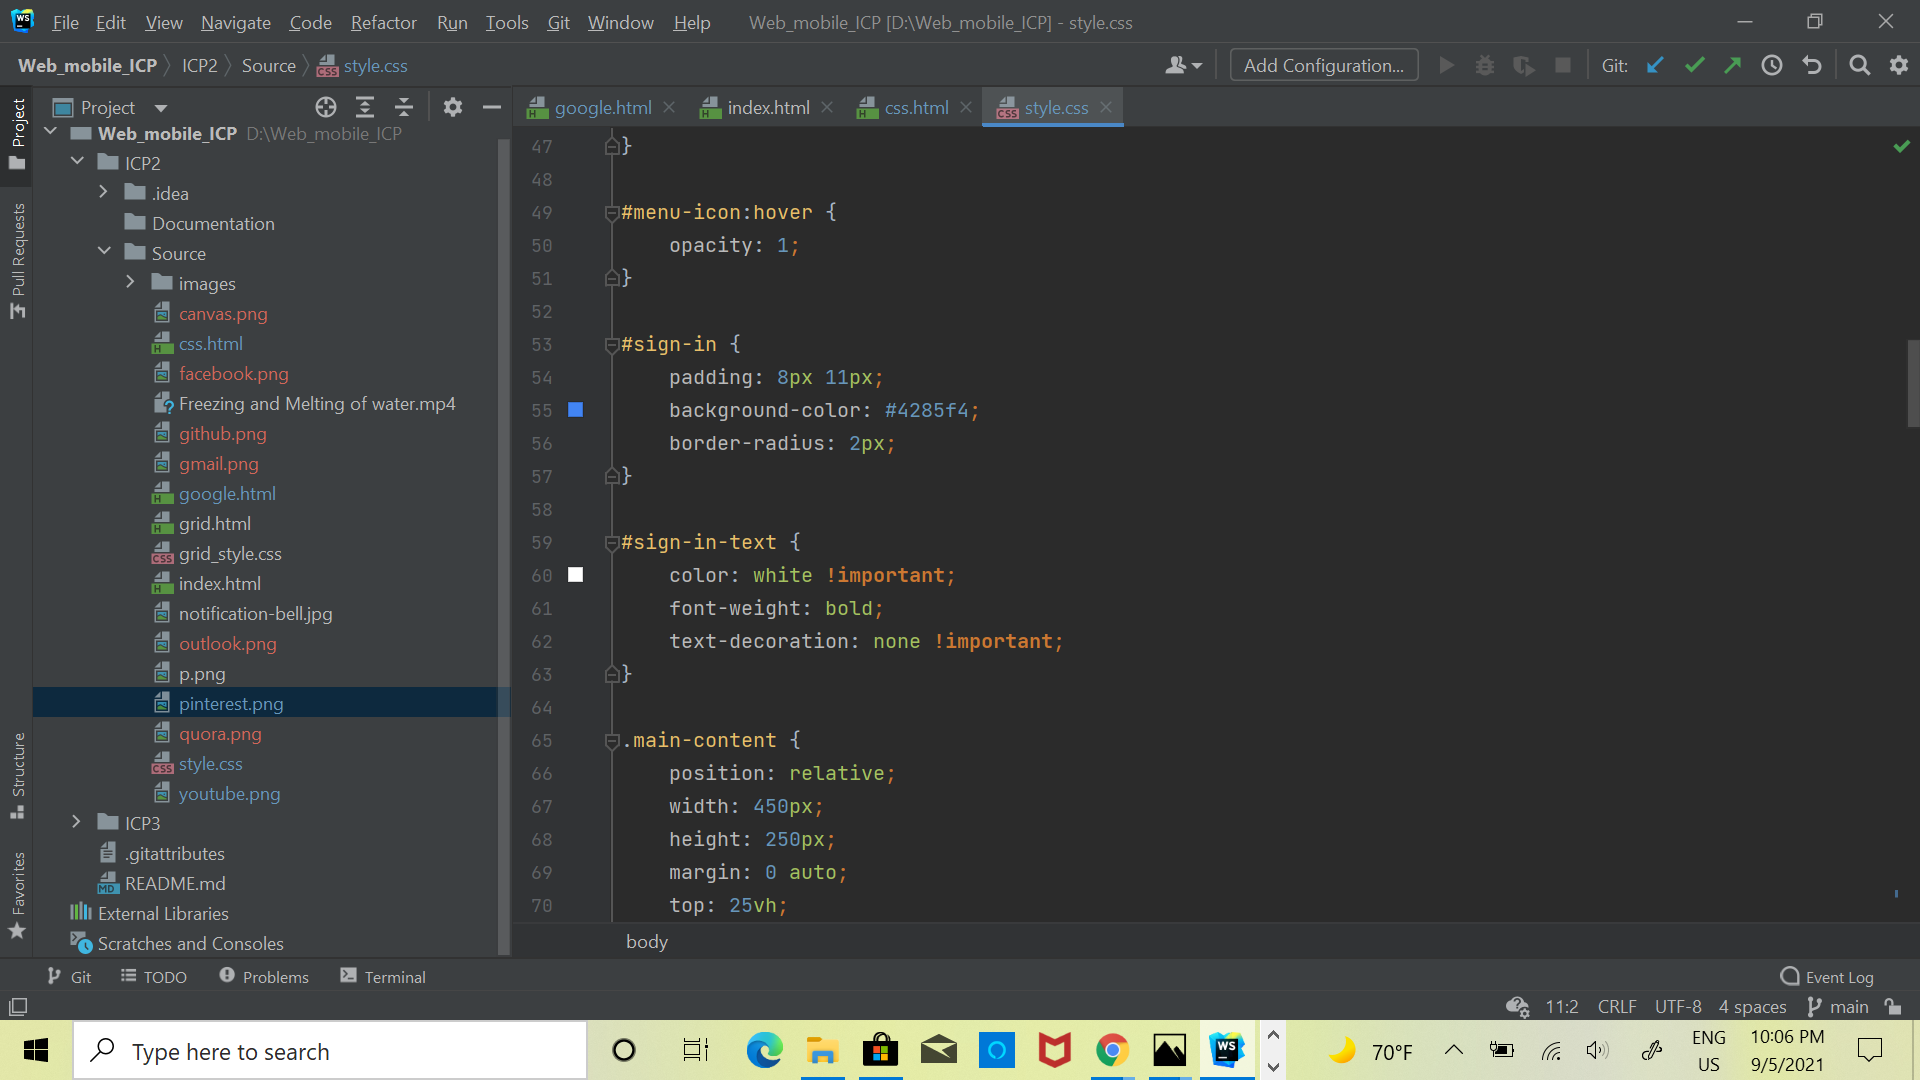 WS File Edit View Navigate Code Refactor Run Tools Git Window Help Web_mobile_ICP [D:\Web_mobile_ICP] - style.css
Web_mobile_ICP ICP2 Source style.css Add Configuration... Git:
Project
google.html index.html css.html style.css
Project
Pull Requests
Structure
Favorites
Web_mobile_ICP D:\Web_mobile_ICP
ICP2
.idea
Documentation
Source
images
canvas.png
css.html
facebook.png
Freezing and Melting of water.mp4
github.png
gmail.png
google.html
grid.html
grid_style.css
index.html
notification-bell.jpg
outlook.png
p.png
pinterest.png
quora.png
style.css
youtube.png
ICP3
.gitattributes
README.md
External Libraries
Scratches and Consoles
47 }
48
49 #menu-icon:hover {
50 opacity: 1;
51 }
52
53 #sign-in {
54 padding: 8px 11px;
55 background-color: #4285f4;
56 border-radius: 2px;
57 }
58
59 #sign-in-text {
60 color: white !important;
61 font-weight: bold;
62 text-decoration: none !important;
63 }
64
65 .main-content {
66 position: relative;
67 width: 450px;
68 height: 250px;
69 margin: 0 auto;
70 top: 25vh;
body
Git TODO Problems Terminal Event Log
11:2 CRLF UTF-8 4 spaces main
Type here to search
WS
70°F
ENG
US
10:06 PM
9/5/2021